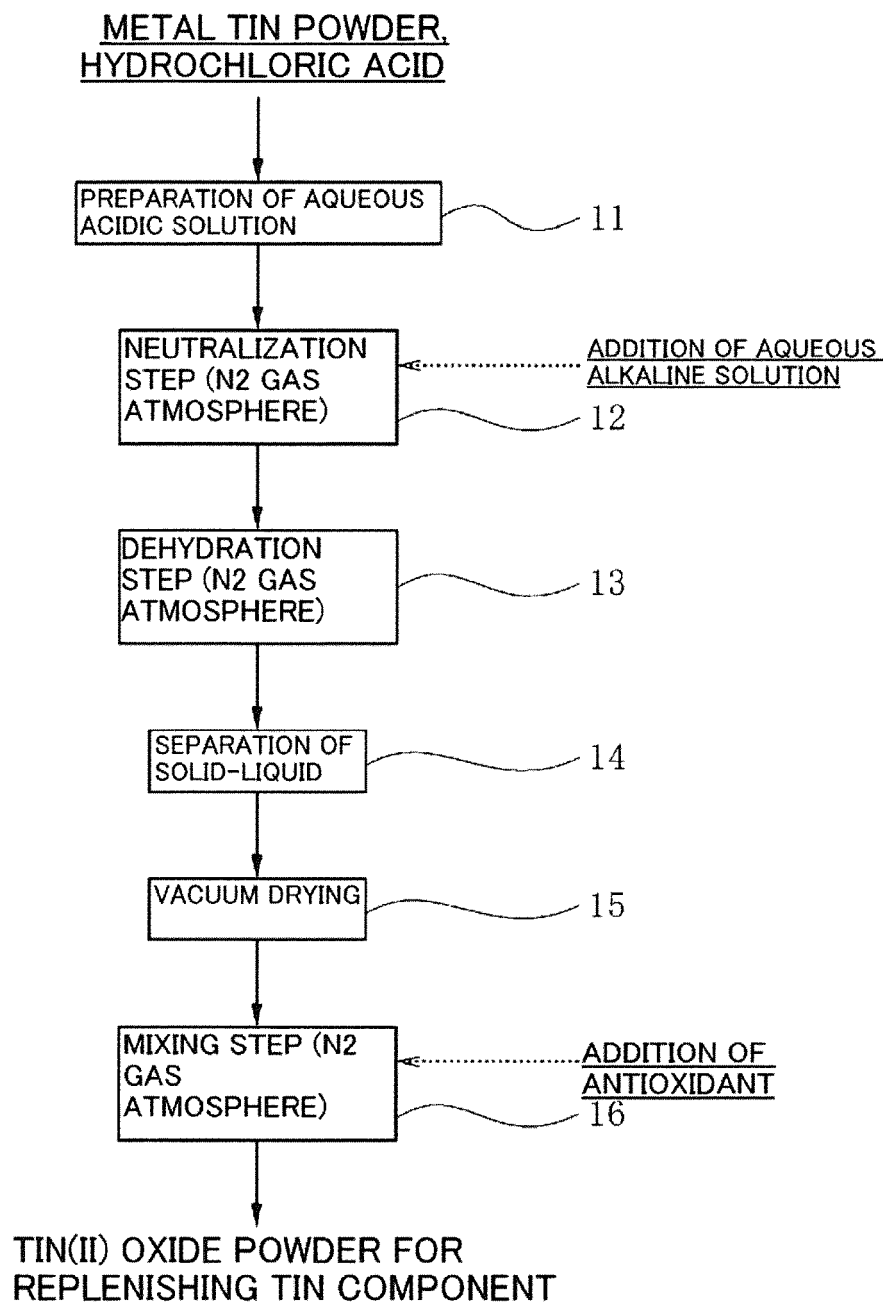 METAL TIN POWDER,
HYDROCHLORIC ACID
PREPARATION OF AQUEOUS
ACIDIC SOLUTION
11
NEUTRALIZATION
STEP (N2 GAS
ATMOSPHERE)
ADDITION OF AQUEOUS
ALKALINE SOLUTION
12
DEHYDRATION
STEP (N2 GAS
ATMOSPHERE)
13
SEPARATION OF
SOLID-LIQUID
14
VACUUM DRYING
15
MIXING STEP (N2
GAS
ATMOSPHERE)
ADDITION OF
ANTIOXIDANT
16
TIN(II) OXIDE POWDER FOR
REPLENISHING TIN COMPONENT